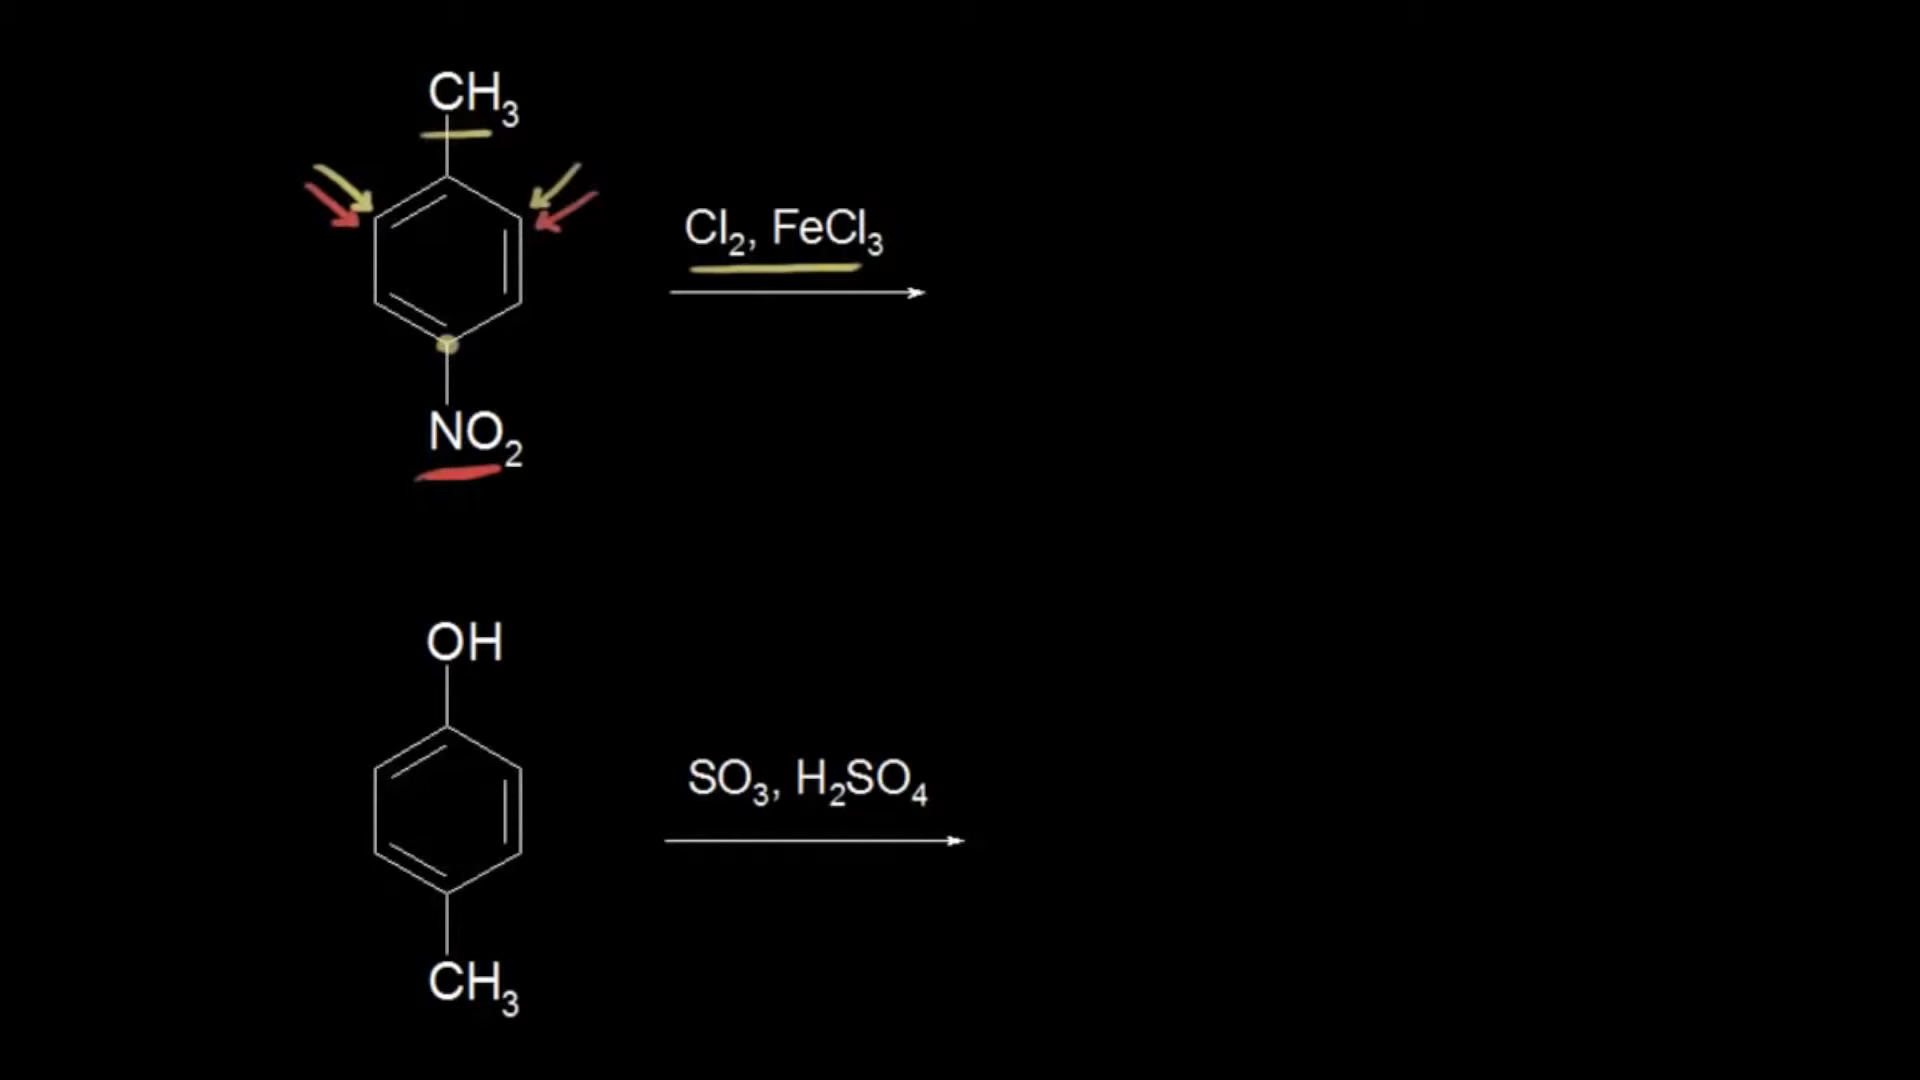 CH₃
Cl₂, FeCl₃
NO₂
OH
SO₃, H₂SO₄
CH₃